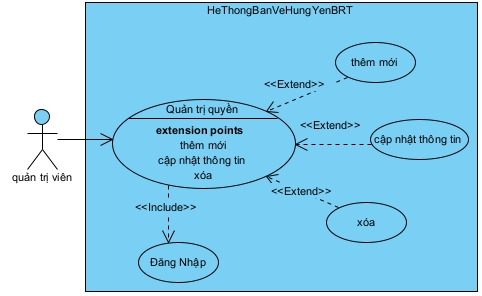 HeThongBanVeHungYenBRT
thêm mới
<<Extend>>
Quản trị quyền
extension points
thêm mới
cập nhật thông tin
xóa
<<Extend>>
cập nhật thông tin
quản trị viên
<<Extend>>
<<Include>>
xóa
Đăng Nhập